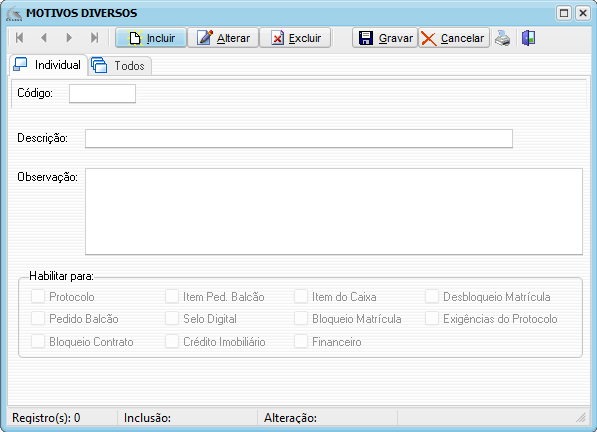 MOTIVOS DIVERSOS
Incluir Alterar Excluir Gravar Cancelar
Individual Todos
Código:
Descrição:
Observação:
Habilitar para:
Protocolo Item Ped. Balcão Item do Caixa Desbloqueio Matrícula
Pedido Balcão Selo Digital Bloqueio Matrícula Exigências do Protocolo
Bloqueio Contrato Crédito Imobiliário Financeiro
Registro(s): 0 Inclusão: Alteração: